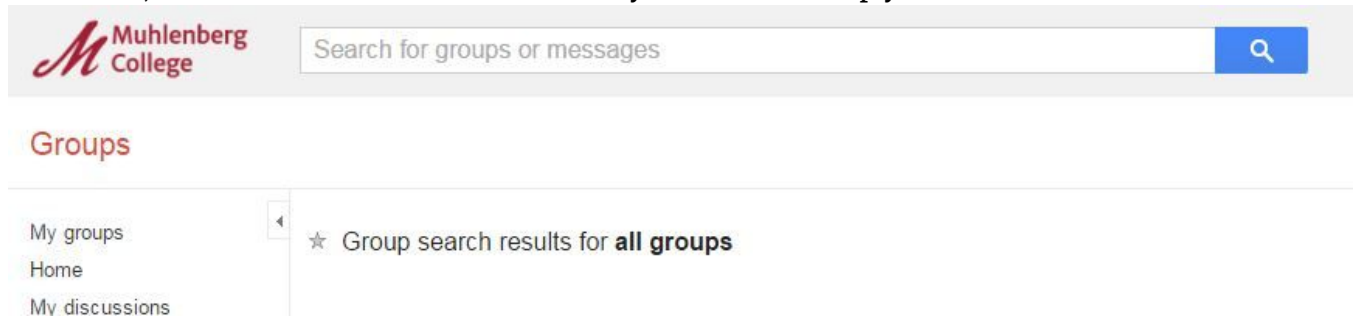 Muhlenberg
College
Search for groups or messages
Groups
My groups
Home
My discussions
Group search results for all groups